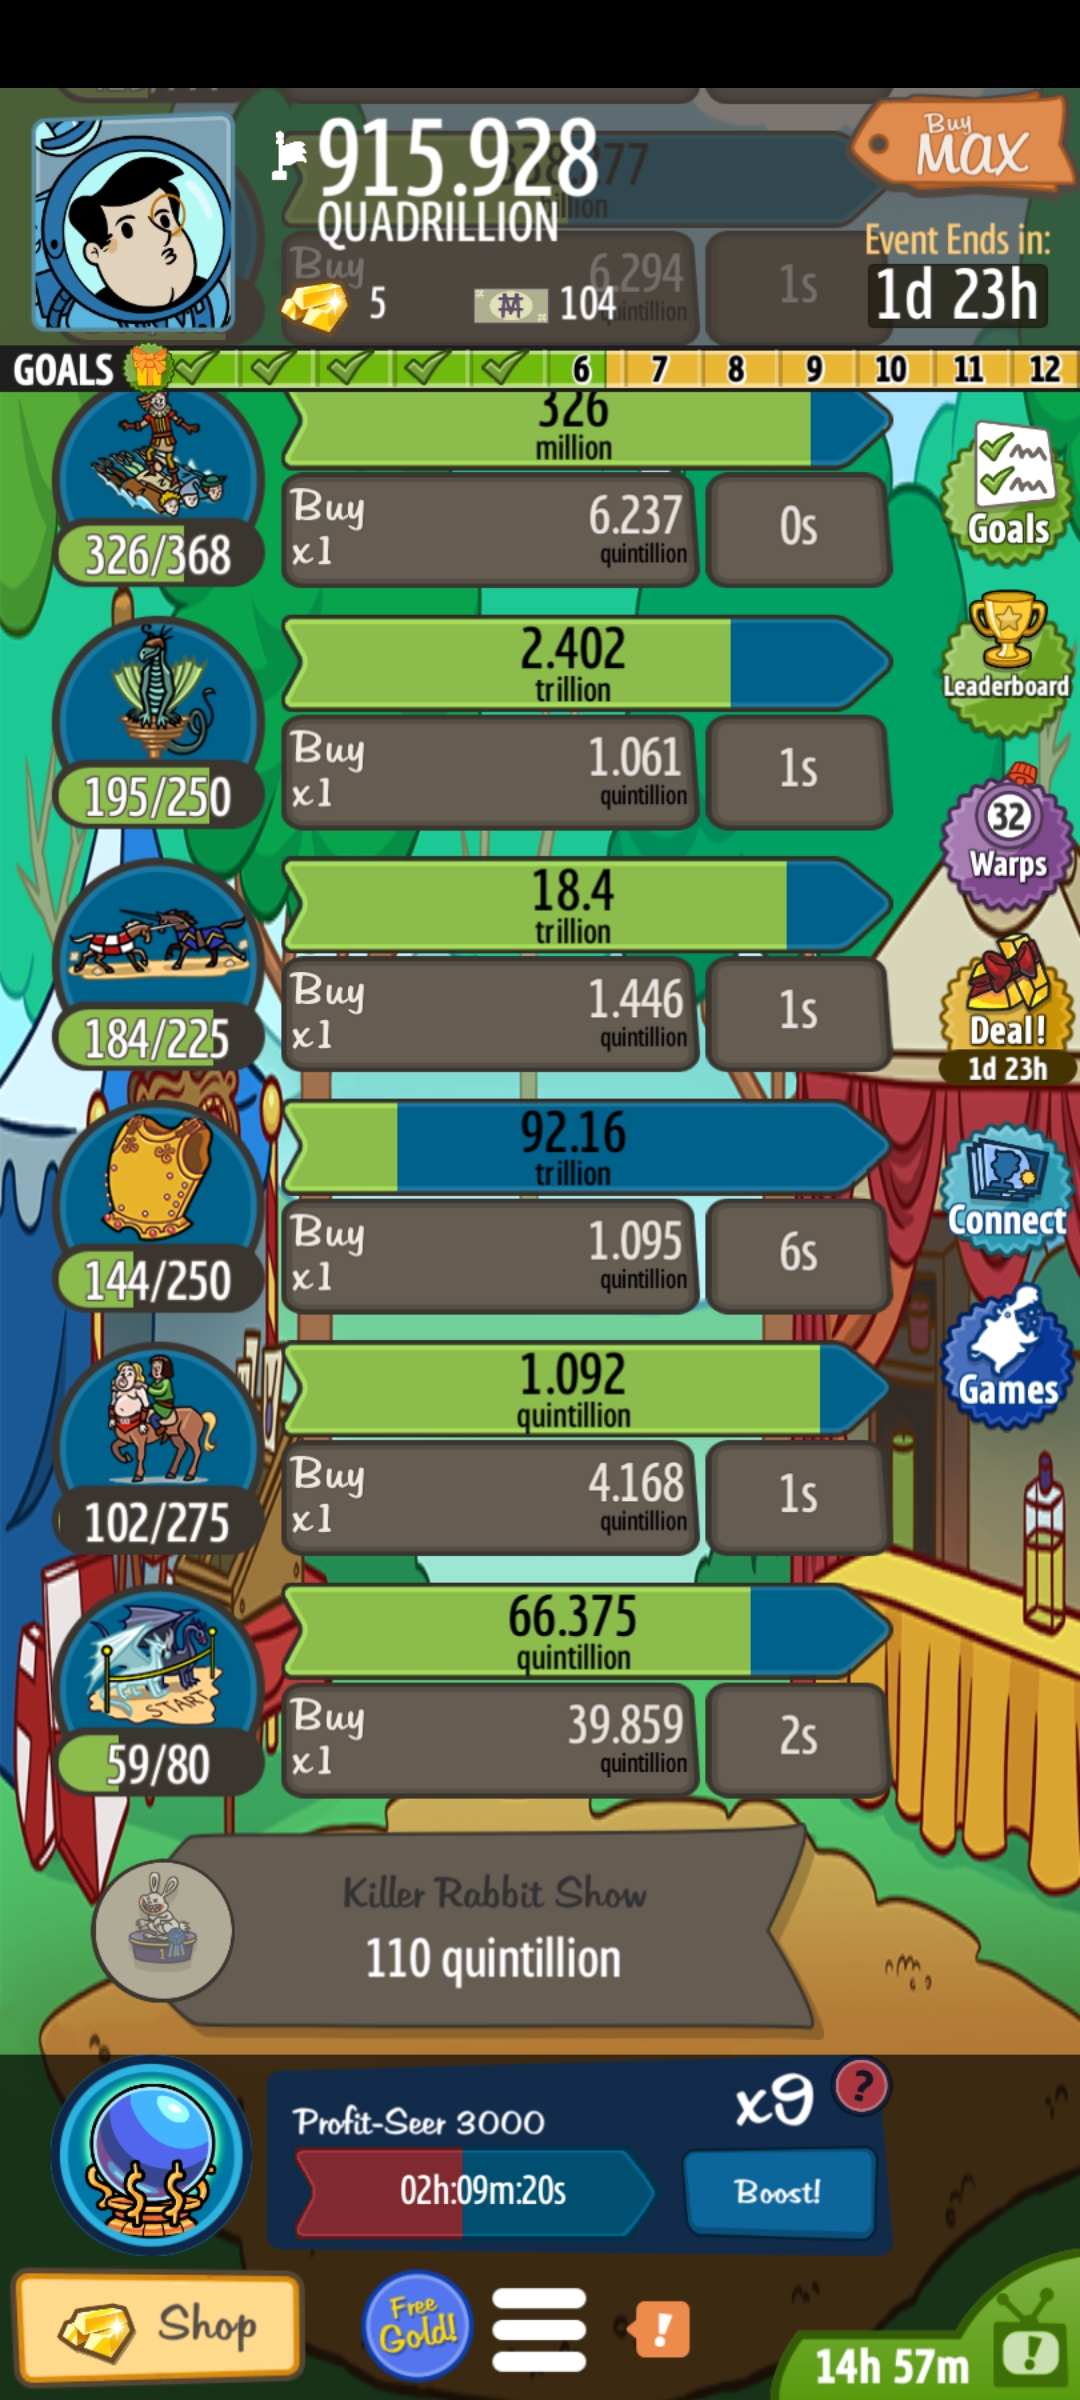 915.928
QUADRILLION
Buy
MAX
Event Ends in:
1d 23h
Buy
6.294
quintillion
1s
5
104
GOALS
6
7
8
9
10
11
12
326
million
Buy
x1
6.237
quintillion
0s
326/368
Goals
2.402
trillion
Leaderboard
Buy
x1
1.061
quintillion
1s
195/250
32
Warps
18.4
trillion
Buy
x1
1.446
quintillion
1s
184/225
Deal!
1d 23h
92.16
trillion
Buy
x1
1.095
quintillion
6s
144/250
Connect
1.092
quintillion
Games
Buy
x1
4.168
quintillion
1s
102/275
66.375
quintillion
START
Buy
x1
39.859
quintillion
2s
59/80
Killer Rabbit Show
110 quintillion
1
Profit-Seer 3000
x9
?
02h:09m:20s
Boost!
Shop
Free
Gold!
!
14h 57m
!